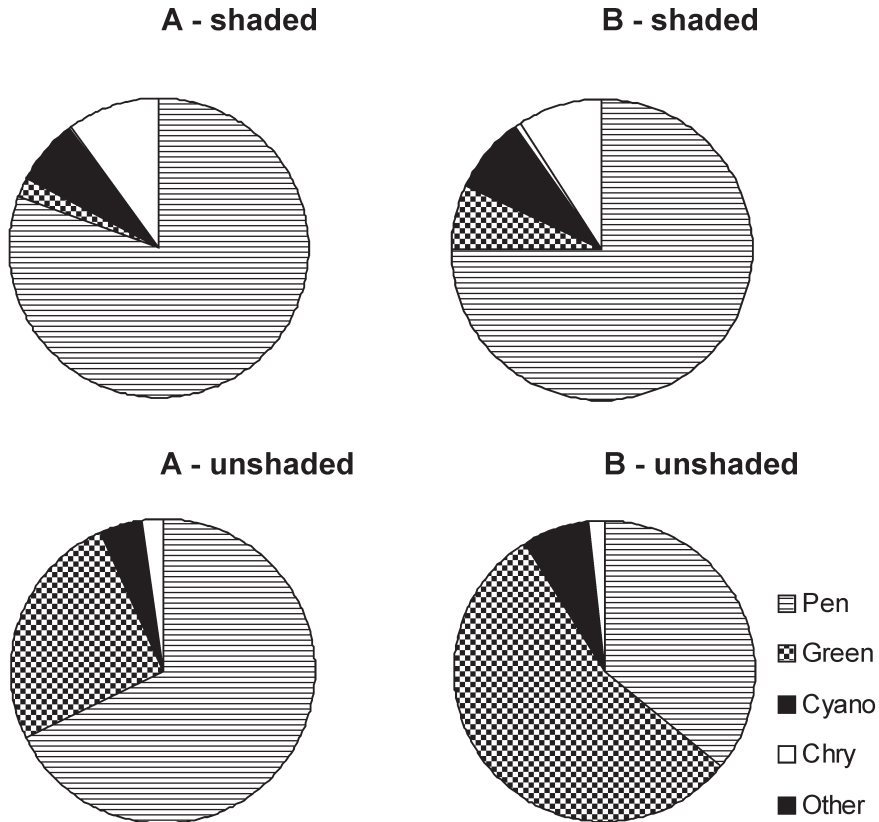 A - shaded
B - shaded
A - unshaded
B - unshaded
Pen
Green
Cyano
Chry
Other